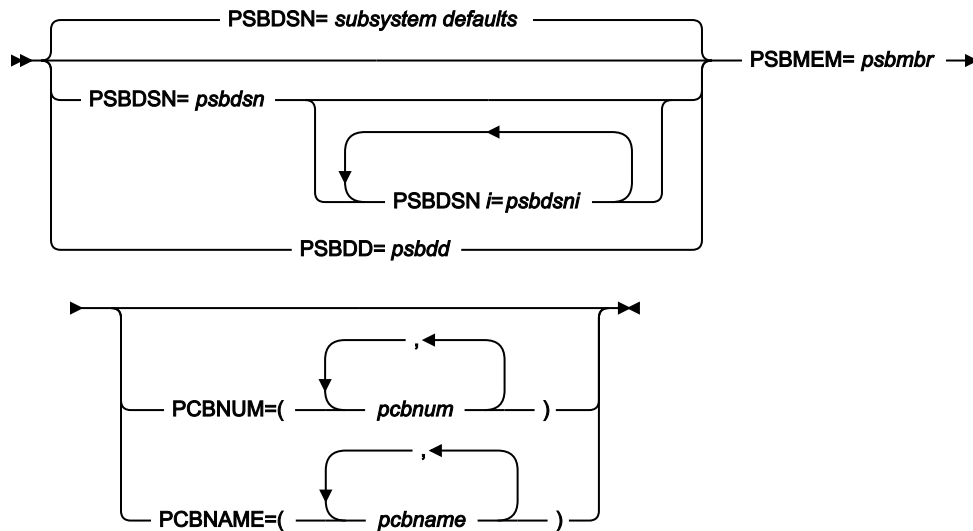 PSBDSN= subsystem defaults
PSBMEM= psbmbr
PSBDSN= psbdsn
PSBDSN i=psbdsni
PSBDD= psbdd
,
PCBNUM=( pcbnum )
,
PCBNAME=( pcbname )